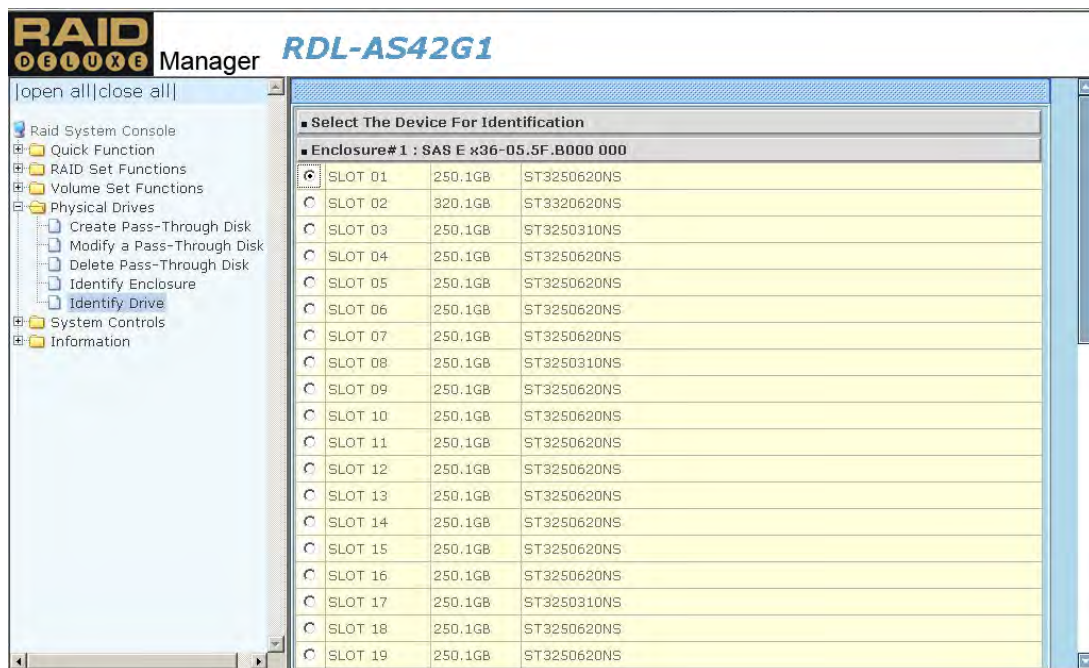 RAID
DELUXE Manager
RDL-AS42G1
|open all|close all|
Raid System Console
Quick Function
RAID Set Functions
Volume Set Functions
Physical Drives
Create Pass-Through Disk
Modify a Pass-Through Disk
Delete Pass-Through Disk
Identify Enclosure
Identify Drive
System Controls
Information
Select The Device For Identification
Enclosure#1 : SAS E x36-05.5F.B000 000
SLOT 01 250.1GB ST3250620NS
SLOT 02 320.1GB ST3320620NS
SLOT 03 250.1GB ST3250310NS
SLOT 04 250.1GB ST3250620NS
SLOT 05 250.1GB ST3250620NS
SLOT 06 250.1GB ST3250620NS
SLOT 07 250.1GB ST3250620NS
SLOT 08 250.1GB ST3250310NS
SLOT 09 250.1GB ST3250620NS
SLOT 10 250.1GB ST3250620NS
SLOT 11 250.1GB ST3250620NS
SLOT 12 250.1GB ST3250620NS
SLOT 13 250.1GB ST3250620NS
SLOT 14 250.1GB ST3250620NS
SLOT 15 250.1GB ST3250620NS
SLOT 16 250.1GB ST3250620NS
SLOT 17 250.1GB ST3250310NS
SLOT 18 250.1GB ST3250620NS
SLOT 19 250.1GB ST3250620NS